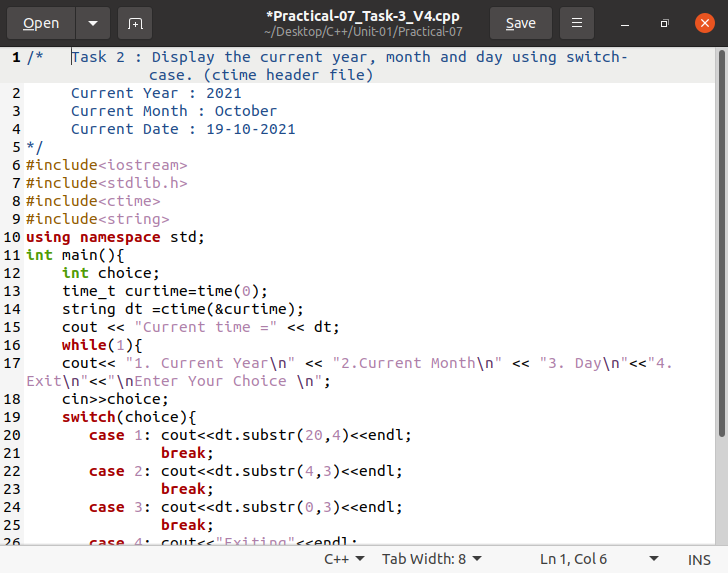 Open
*Practical-07_Task-3_V4.cpp
~/Desktop/C++/Unit-01/Practical-07
Save
1 /*   Task 2 : Display the current year, month and day using switch-
case. (ctime header file)
2      Current Year : 2021
3      Current Month : October
4      Current Date : 19-10-2021
5 */
6 #include<iostream>
7 #include<stdlib.h>
8 #include<ctime>
9 #include<string>
10 using namespace std;
11 int main(){
12     int choice;
13     time_t curtime=time(0);
14     string dt =ctime(&curtime);
15     cout << "Current time =" << dt;
16     while(1){
17     cout<< "1. Current Year\n" << "2.Current Month\n" << "3. Day\n"<<"4.
Exit\n"<<"\nEnter Your Choice \n";
18     cin>>choice;
19     switch(choice){
20        case 1: cout<<dt.substr(20,4)<<endl;
21                break;
22        case 2: cout<<dt.substr(4,3)<<endl;
23                break;
24        case 3: cout<<dt.substr(0,3)<<endl;
25                break;
26        case 4: cout<<"Exiting"<<endl;
C++ Tab Width: 8 Ln 1, Col 6 INS